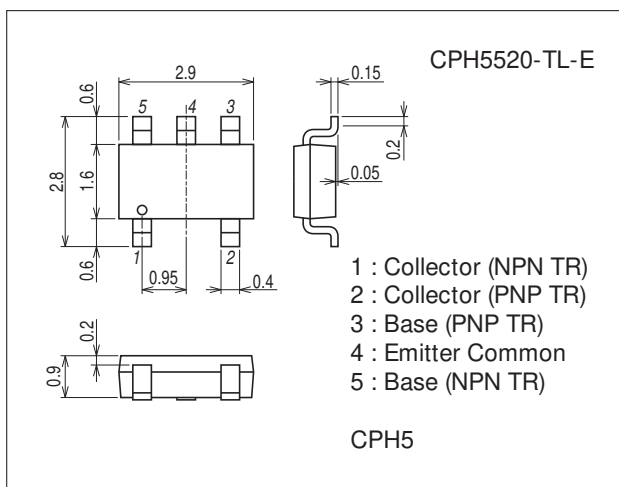 CPH5520-TL-E
2.9
0.15
0.6
5
4
3
0.2
2.8
1.6
0.05
0.6
1
2
0.95
0.4
1 : Collector (NPN TR)
2 : Collector (PNP TR)
3 : Base (PNP TR)
4 : Emitter Common
5 : Base (NPN TR)
0.2
0.9
CPH5